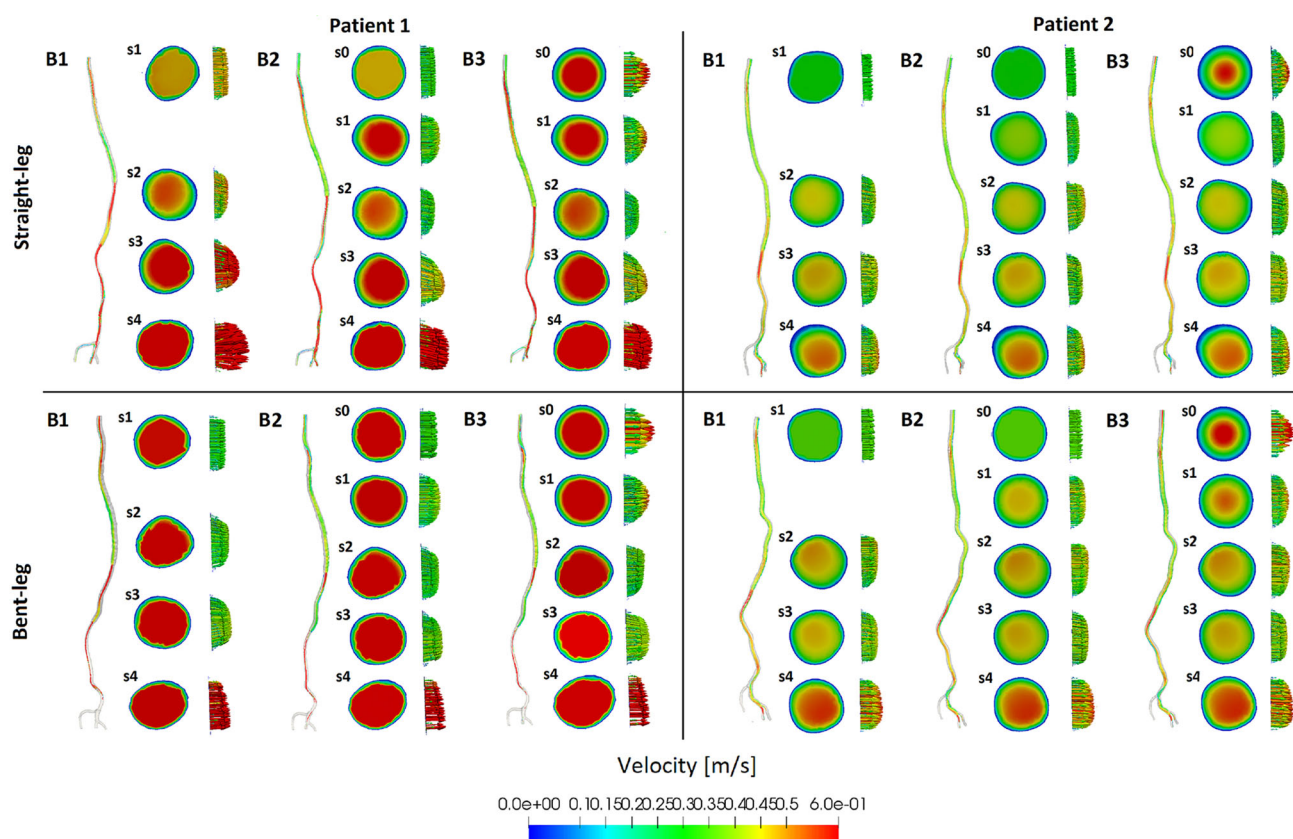 Patient 1 Patient 2
Straight-leg
B1 s1 B2 s0 B3 s0 B1 s1 B2 s0 B3 s0
s1 s1 s1 s1
s2 s2 s2 s2 s2 s2
s3 s3 s3 s3 s3 s3
s4 s4 s4 s4 s4 s4
Bent-leg
B1 s1 B2 s0 B3 s0 B1 s1 B2 s0 B3 s0
s1 s1 s1 s1
s2 s2 s2 s2 s2 s2
s3 s3 s3 s3 s3 s3
s4 s4 s4 s4 s4 s4
Velocity [m/s]
0.0e+00 0.1 0.15 0.2 0.25 0.3 0.35 0.4 0.45 0.5 6.0e-01